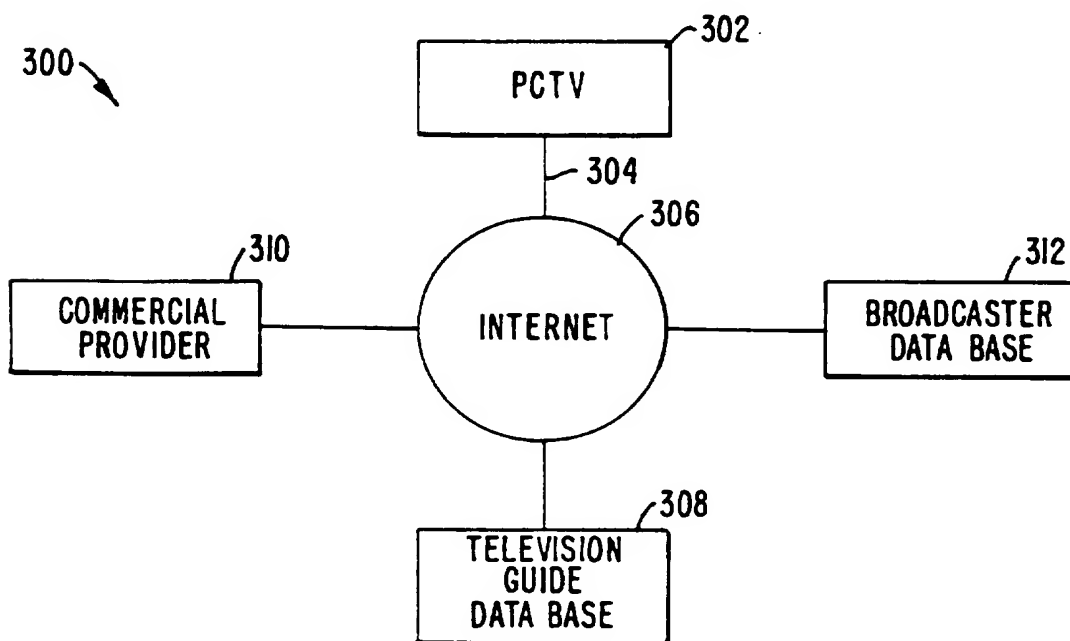 302
300
PCTV
304
306
310
312
COMMERCIAL
PROVIDER
INTERNET
BROADCASTER
DATA BASE
308
TELEVISION
GUIDE
DATA BASE